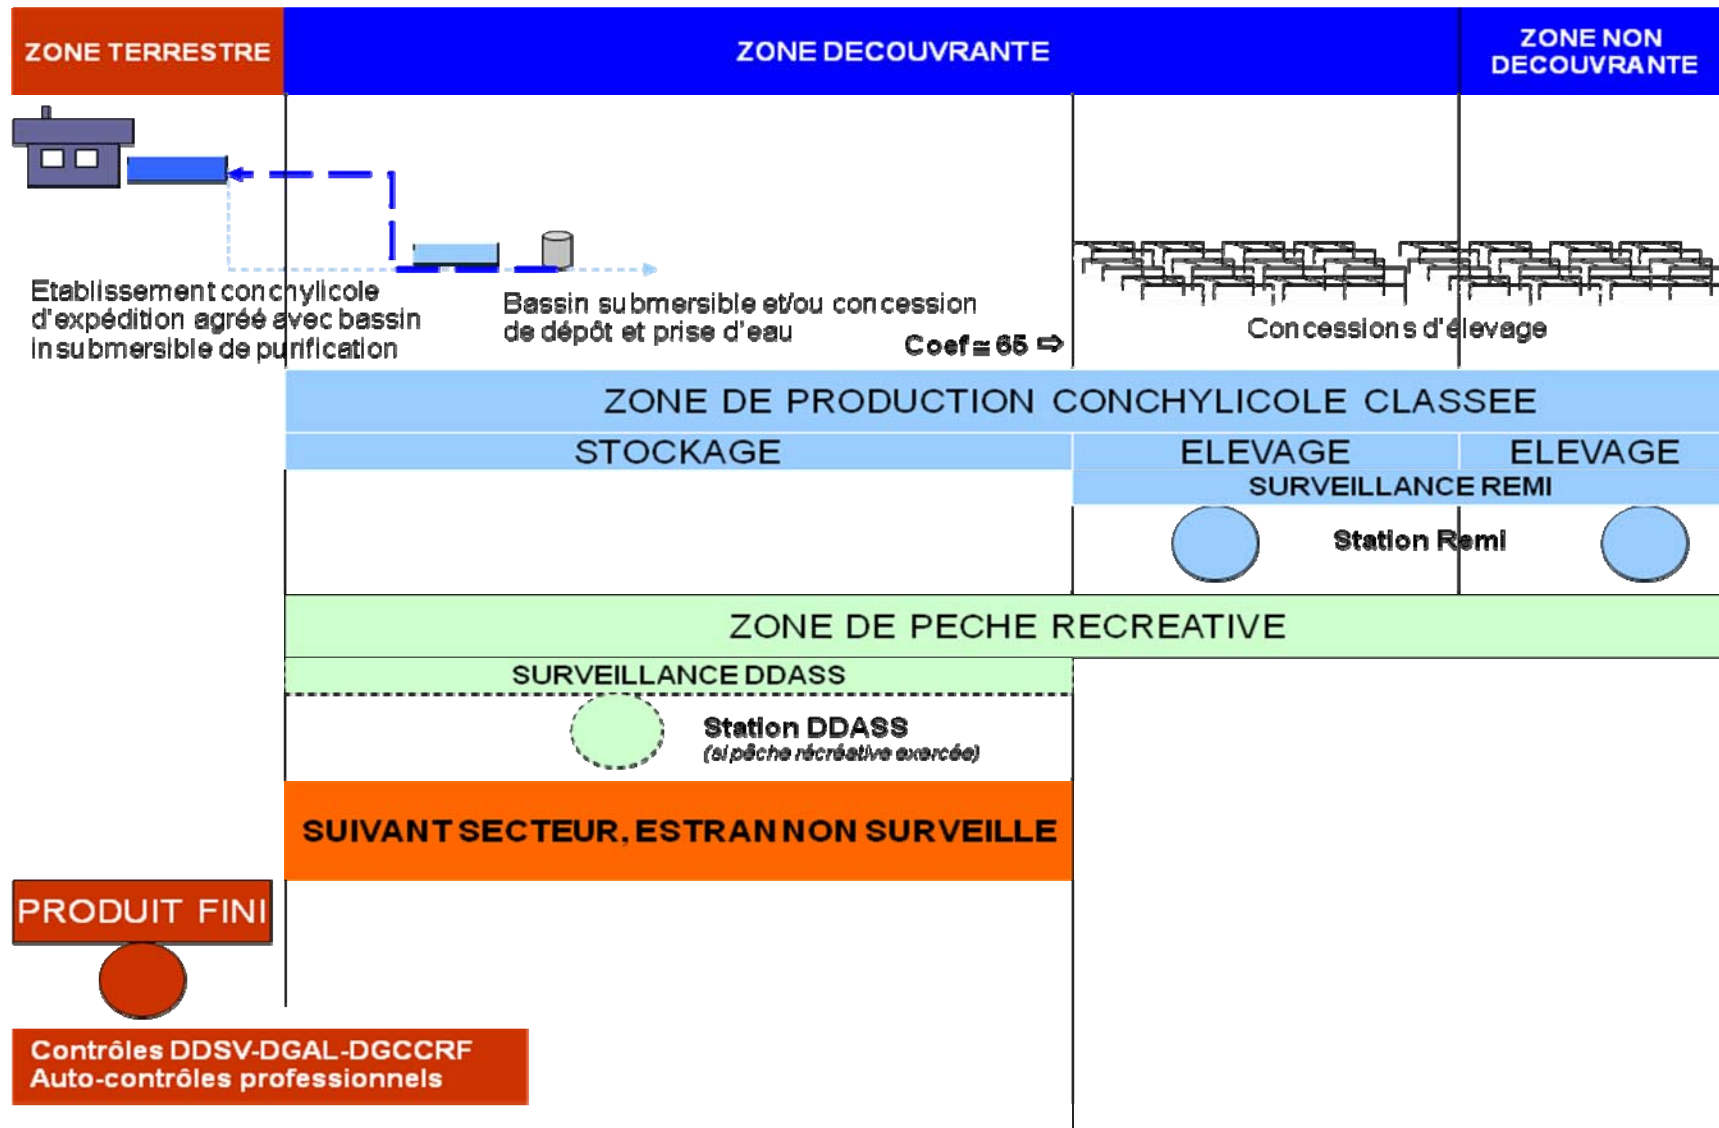 ZONE TERRESTRE
ZONE DECOUVRANTE
ZONE NON
DECOUVRANTE
Etablissement conchylicole
d'expédition agréé avec bassin
insubmersible de purification
Bassin submersible et/ou concession
de dépôt et prise d'eau
Coef ≅ 65 ⇨
Concessions d'élevage
ZONE DE PRODUCTION CONCHYLICOLE CLASSEE
STOCKAGE
ELEVAGE
ELEVAGE
SURVEILLANCE REMI
Station Remi
ZONE DE PECHE RECREATIVE
SURVEILLANCE DDASS
Station DDASS
(si pêche récréative exercée)
SUIVANT SECTEUR, ESTRAN NON SURVEILLE
PRODUIT FINI
Contrôles DDSV-DGAL-DGCCRF
Auto-contrôles professionnels